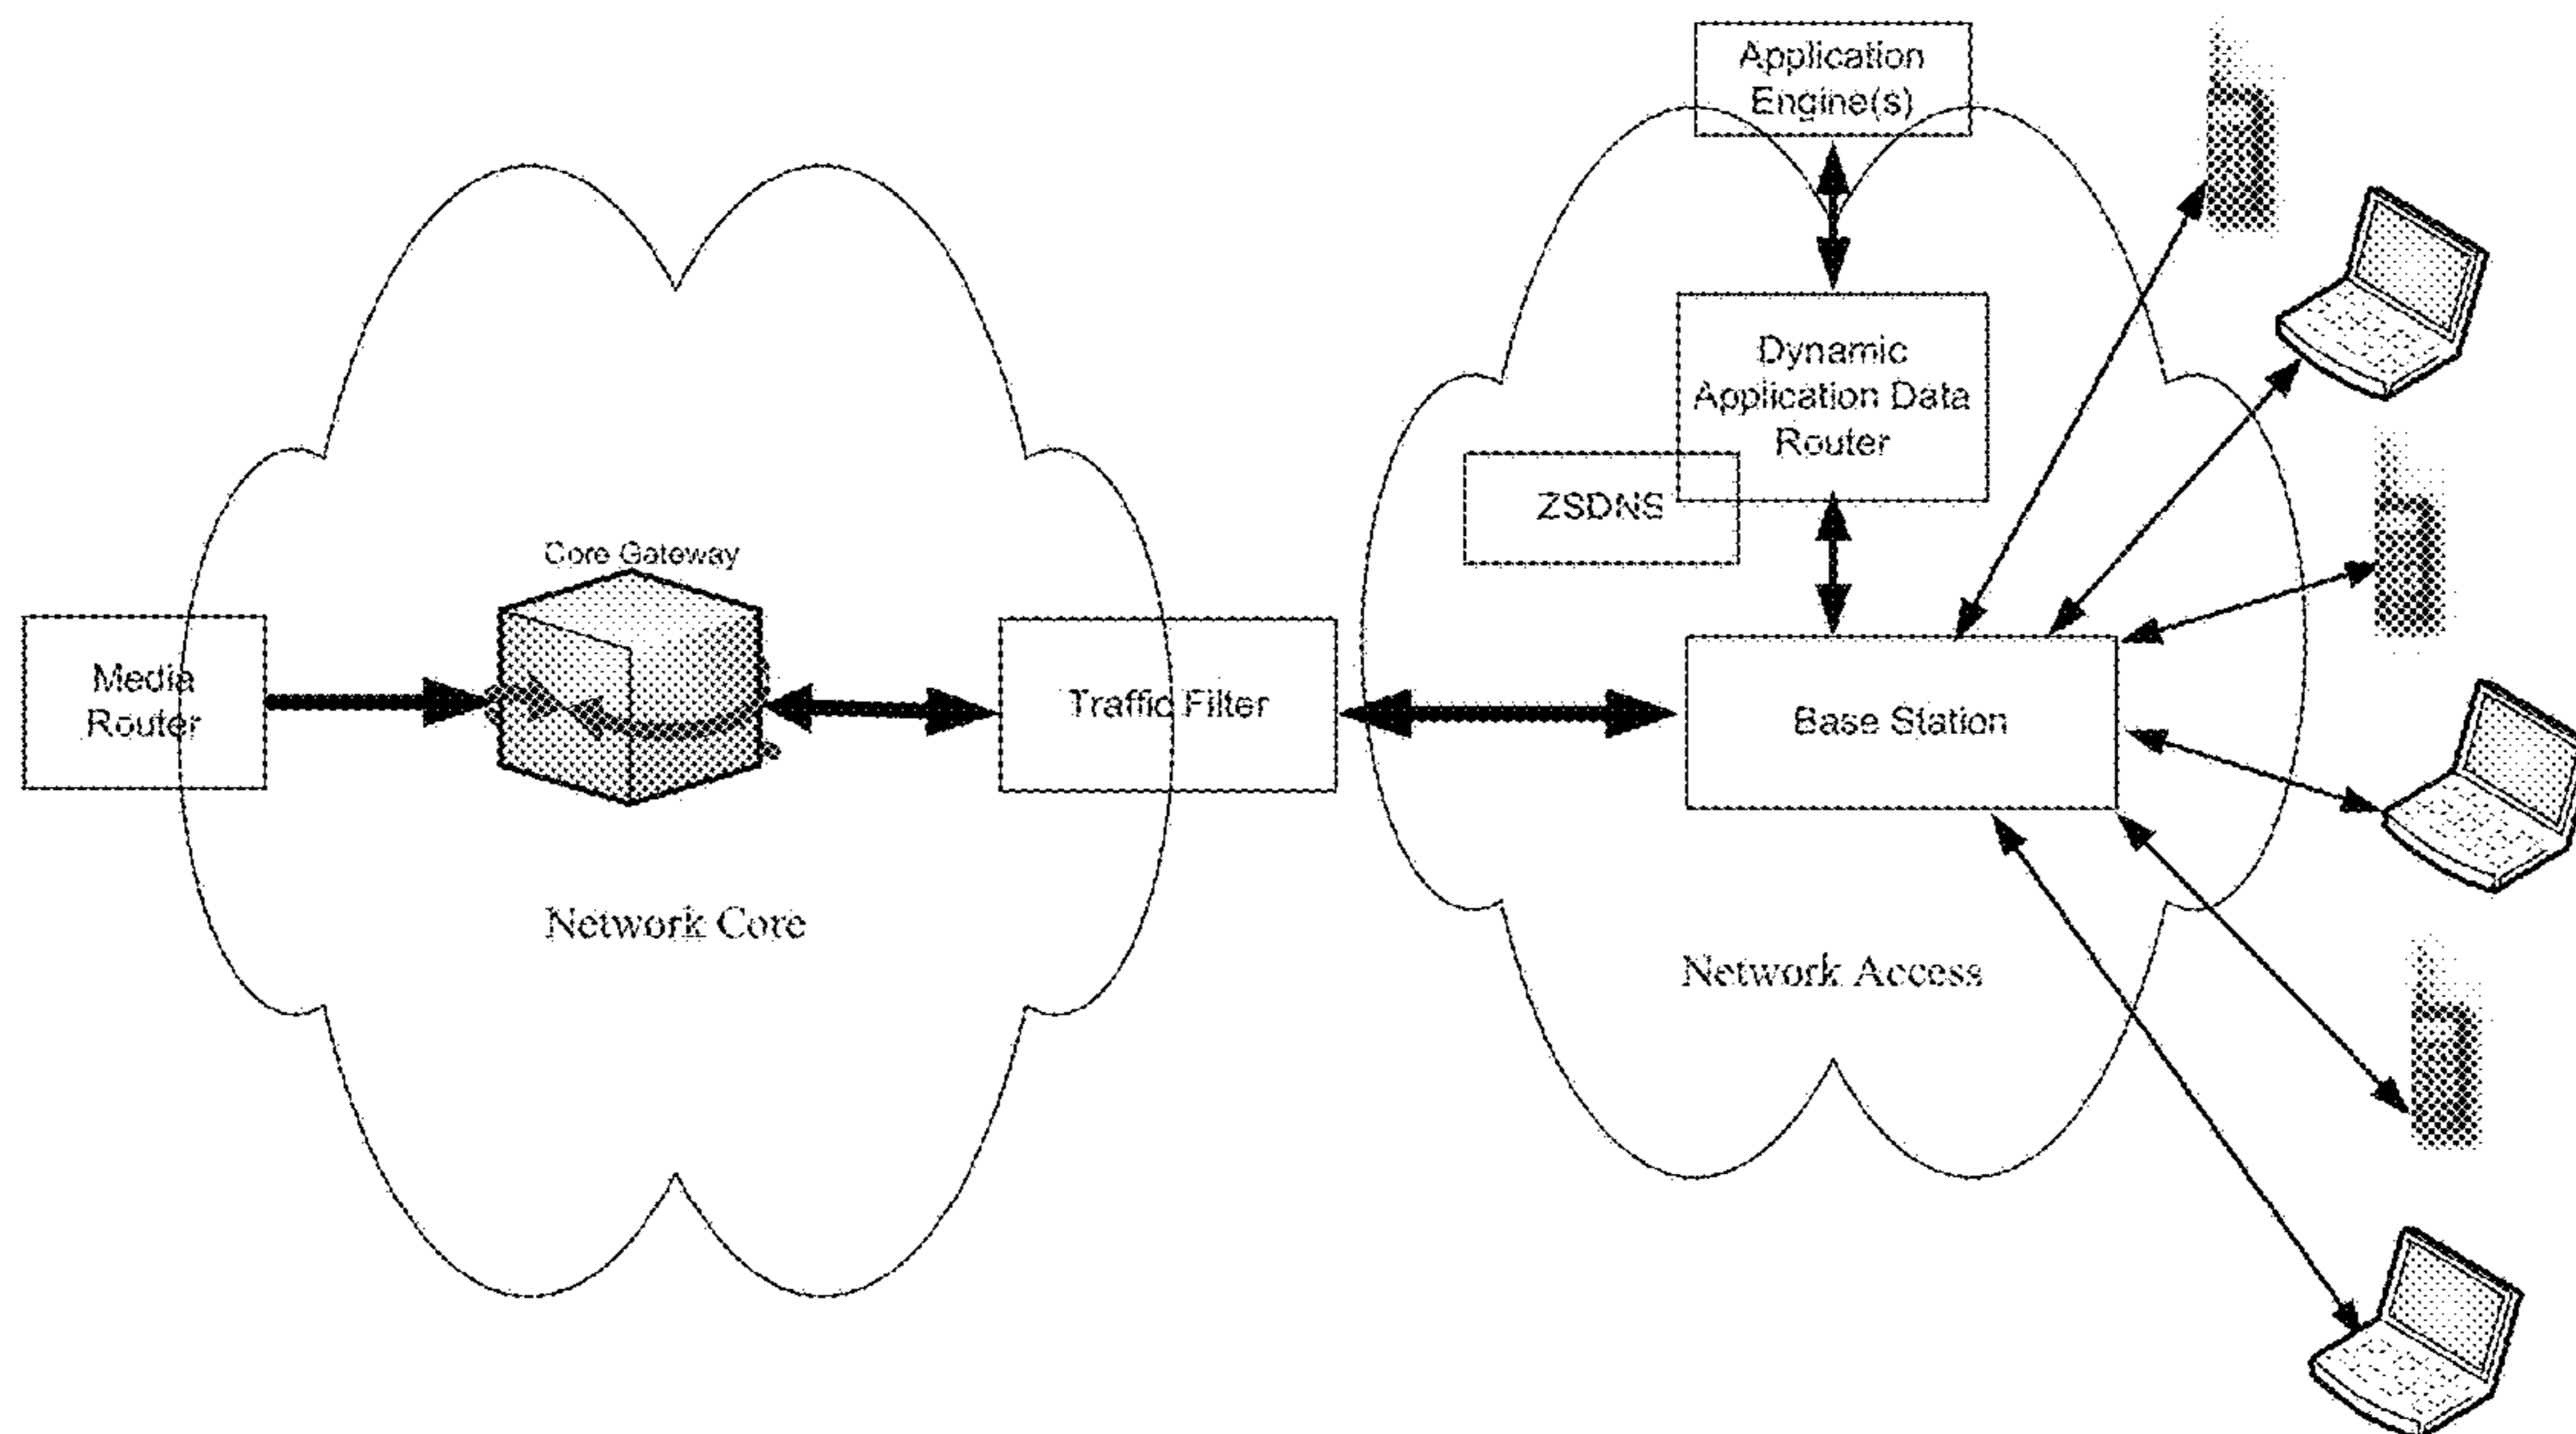 Application
Engine(s)
Dynamic
Application Data
Router
ZSDNS
Core Gateway
Media
Router
Traffic Filter
Base Station
Network Core
Network Access